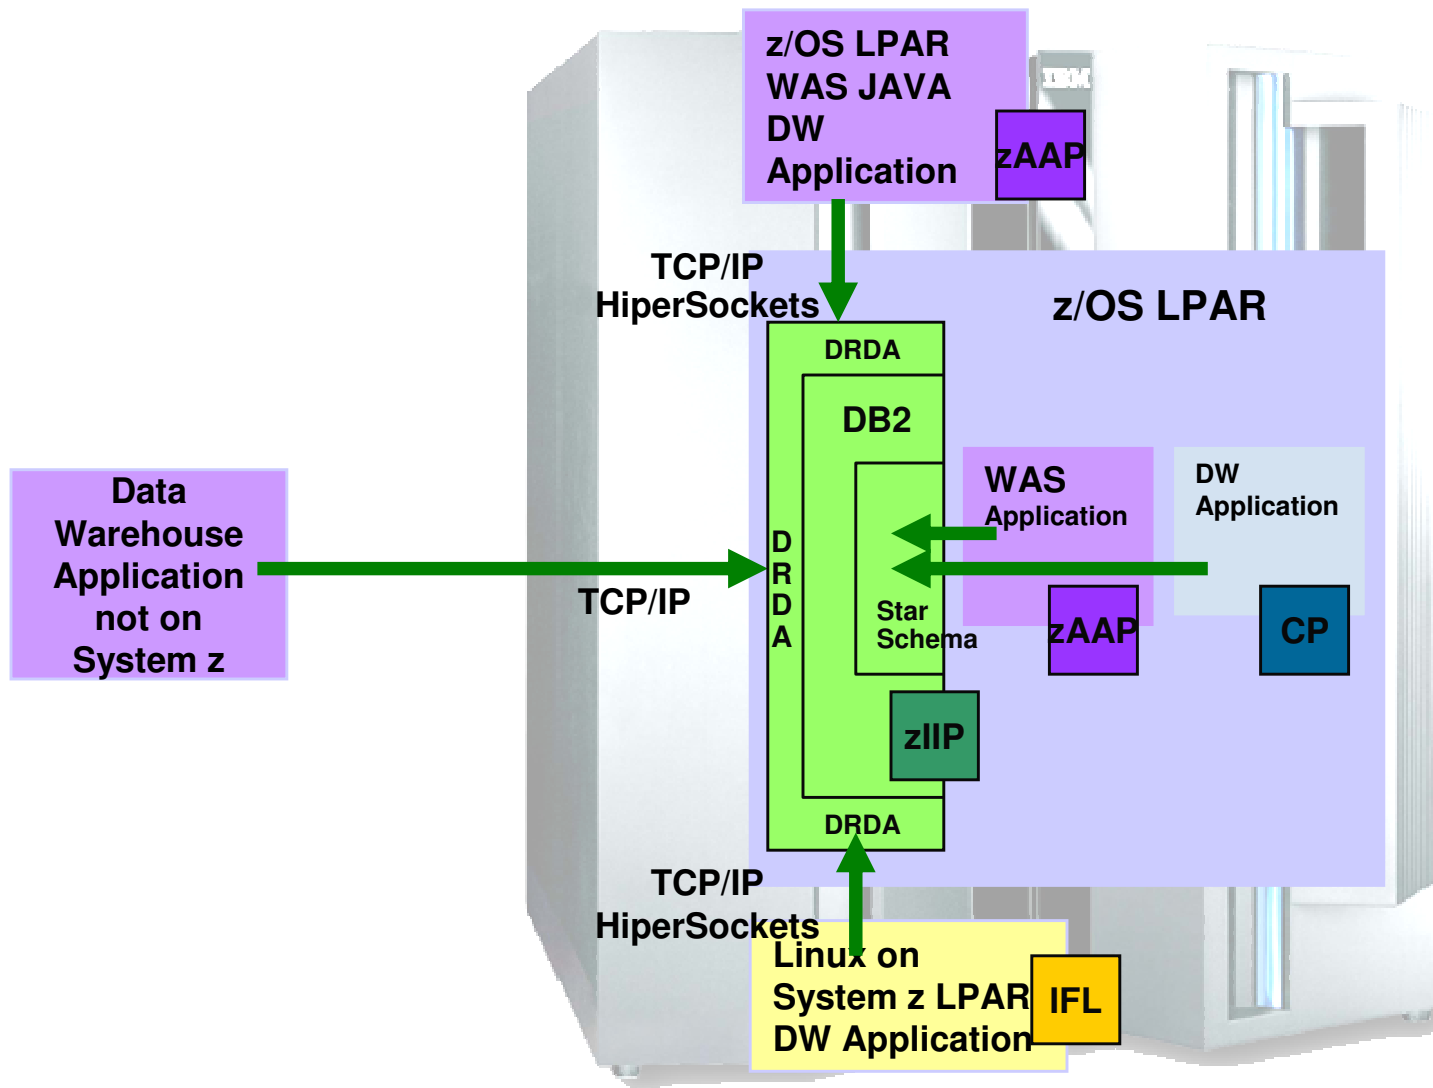 z/OS LPAR
WAS JAVA
DW
Application
zAAP
IBM
TCP/IP
HiperSockets
z/OS LPAR
DRDA
DB2
WAS
Application
DW
Application
Data
Warehouse
Application
not on
System z
TCP/IP
D
R
D
A
Star
Schema
zAAP
CP
zIIP
DRDA
TCP/IP
HiperSockets
Linux on
System z LPAR
DW Application
IFL